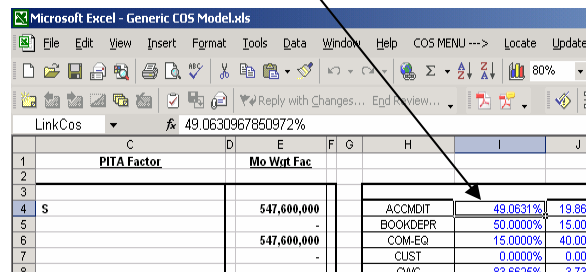 Microsoft Excel - Generic COS Model.xls
File Edit View Insert Format Tools Data Window Help COS MENU ---> Locate Update
80%
Reply with Changes... End Review...
LinkCos fx 49.0630967850972%
C D E F G H I J
1 PITA Factor Mo Wgt Fac
2
3
4 S 547,600,000 ACCMDIT 49.0631% 19.86
5 - BOOKDEPR 50.0000% 15.00
6 547,600,000 COM-EQ 15.0000% 40.00
7 - CUST 0.0000% 0.00